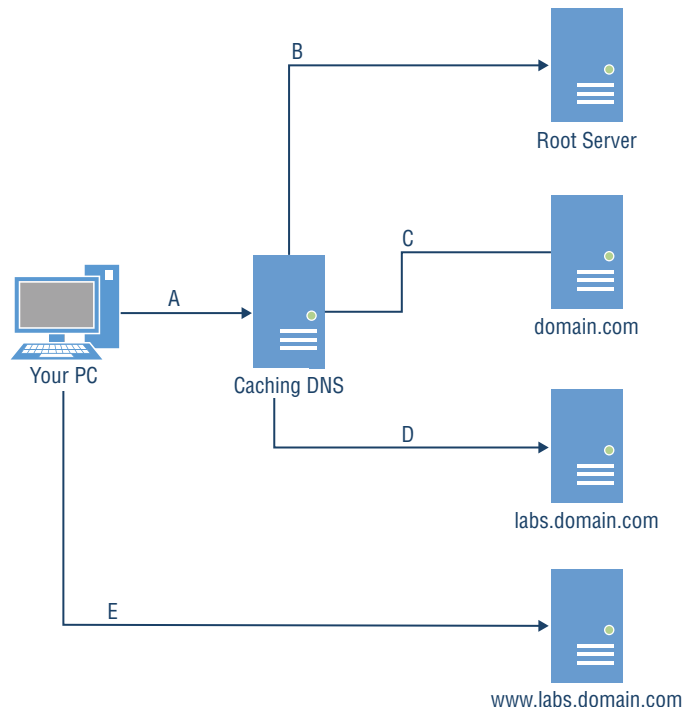 B
Root Server
C
domain.com
A
Your PC
Caching DNS
D
labs.domain.com
E
www.labs.domain.com